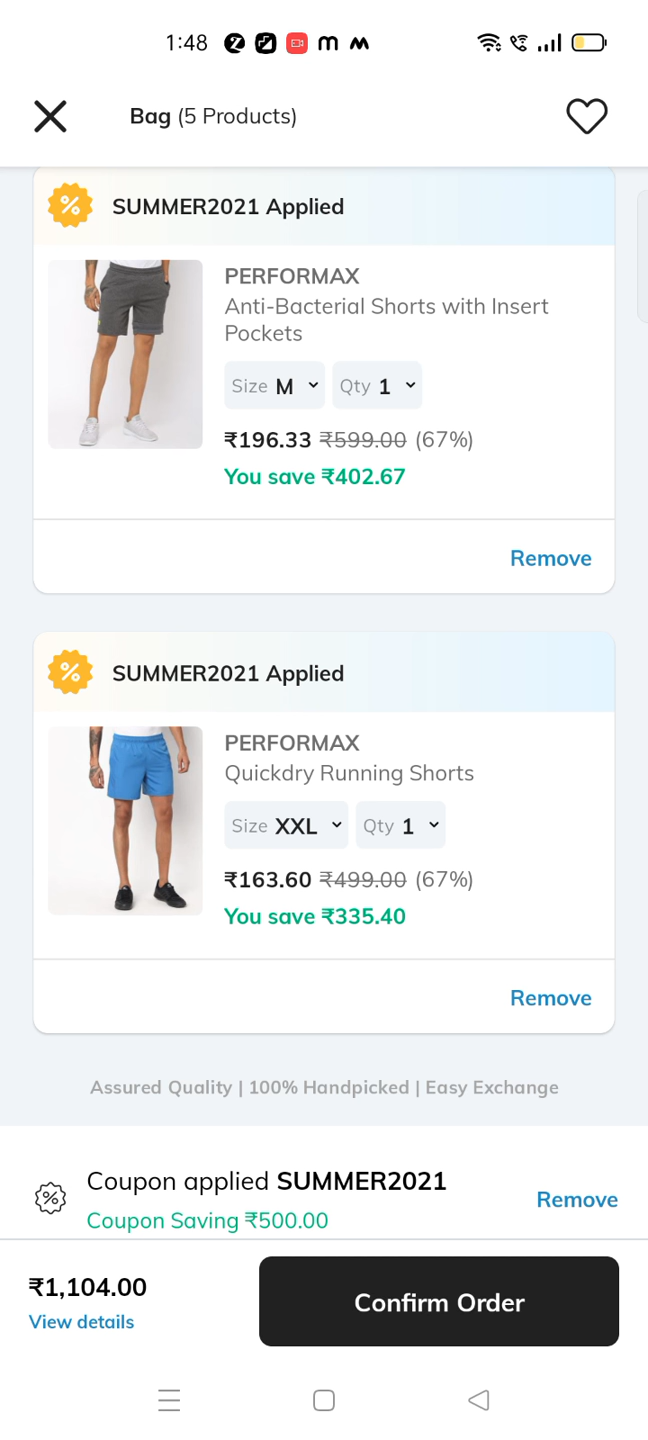 1:48
Bag (5 Products)
SUMMER2021 Applied
PERFORMAX
Anti-Bacterial Shorts with Insert
Pockets
Size M Qty 1
₹196.33 ₹599.00 (67%)
You save ₹402.67
Remove
SUMMER2021 Applied
PERFORMAX
Quickdry Running Shorts
Size XXL Qty 1
₹163.60 ₹499.00 (67%)
You save ₹335.40
Remove
Assured Quality | 100% Handpicked | Easy Exchange
Coupon applied SUMMER2021
Remove
Coupon Saving ₹500.00
₹1,104.00
View details
Confirm Order